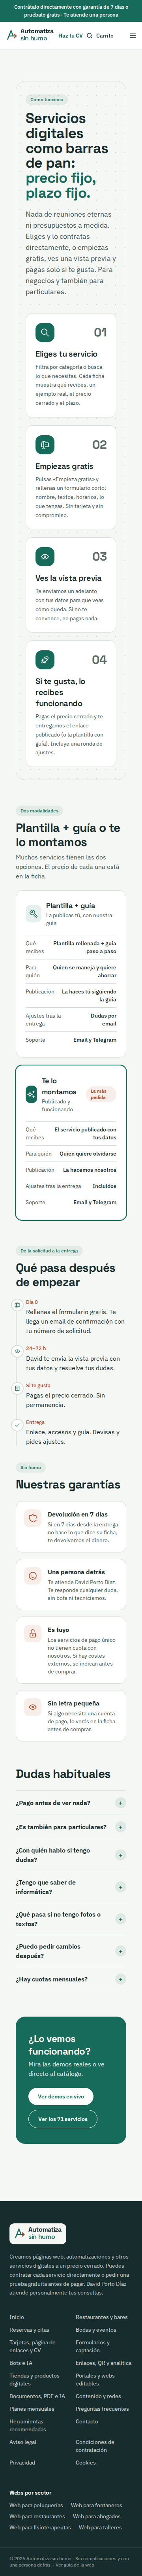 Contrátalo directamente con garantía de 7 días o
pruébalo gratis · Te atiende una persona
Automatiza
sin humo
Haz tu CV
Carrito
Cómo funciona
Servicios
digitales
como barras
de pan:
precio fijo,
plazo fijo.
Nada de reuniones eternas
ni presupuestos a medida.
Eliges y lo contratas
directamente, o empiezas
gratis, ves una vista previa y
pagas solo si te gusta. Para
negocios y también para
particulares.
01
Eliges tu servicio
Filtra por categoría o busca
lo que necesitas. Cada ficha
muestra qué recibes, un
ejemplo real, el precio
cerrado y el plazo.
02
Empiezas gratis
Pulsas «Empieza gratis» y
rellenas un formulario corto:
nombre, textos, horarios, lo
que tengas. Sin tarjeta y sin
compromiso.
03
Ves la vista previa
Te enviamos un adelanto
con tus datos para que veas
cómo queda. Si no te
convence, no pagas nada.
04
Si te gusta, lo
recibes
funcionando
Pagas el precio cerrado y te
entregamos el enlace
publicado (o la plantilla con
guía). Incluye una ronda de
ajustes.
Dos modalidades
Plantilla + guía o te
lo montamos
Muchos servicios tienen las dos
opciones. El precio de cada una está
en la ficha.
Plantilla + guía
La publicas tú, con nuestra
guía
Qué
recibes
Plantilla rellenada + guía
paso a paso
Para
quién
Quien se maneja y quiere
ahorrar
Publicación
La haces tú siguiendo
la guía
Ajustes tras la
entrega
Dudas por
email
Soporte
Email y Telegram
Te lo
montamos
Publicado y
funcionando
Lo más
pedido
Qué
recibes
El servicio publicado con
tus datos
Para quién
Quien quiere olvidarse
Publicación
La hacemos nosotros
Ajustes tras la entrega
Incluidos
Soporte
Email y Telegram
De la solicitud a la entrega
Qué pasa después
de empezar
Día 0
Rellenas el formulario gratis. Te
llega un email de confirmación con
tu número de solicitud.
24–72 h
David te envía la vista previa con
tus datos y resuelve tus dudas.
Si te gusta
Pagas el precio cerrado. Sin
permanencia.
Entrega
Enlace, accesos y guía. Revisas y
pides ajustes.
Sin humo
Nuestras garantías
Devolución en 7 días
Si en 7 días desde la entrega
no hace lo que dice su ficha,
te devolvemos el dinero.
Una persona detrás
Te atiende David Porto Díaz.
Te responde cualquier duda,
sin bots ni tecnicismos.
Es tuyo
Los servicios de pago único
no tienen cuota con
nosotros. Si hay costes
externos, se indican antes
de comprar.
Sin letra pequeña
Si algo necesita una cuenta
de pago, lo verás en la ficha
antes de comprar.
Dudas habituales
¿Pago antes de ver nada?
¿Es también para particulares?
¿Con quién hablo si tengo
dudas?
¿Tengo que saber de
informática?
¿Qué pasa si no tengo fotos o
textos?
¿Puedo pedir cambios
después?
¿Hay cuotas mensuales?
¿Lo vemos
funcionando?
Mira las demos reales o ve
directo al catálogo.
Ver demos en vivo
Ver los 71 servicios
Automatiza
sin humo
Creamos páginas web, automatizaciones y otros
servicios digitales a un precio cerrado. Puedes
contratar cada servicio directamente o pedir una
prueba gratuita antes de pagar. David Porto Díaz
atiende personalmente tus consultas.
Inicio
Restaurantes y bares
Reservas y citas
Bodas y eventos
Tarjetas, página de
enlaces y CV
Formularios y
captación
Bots e IA
Enlaces, QR y analítica
Tiendas y productos
digitales
Portales y webs
editables
Documentos, PDF e IA
Contenido y redes
Planes mensuales
Preguntas frecuentes
Herramientas
recomendadas
Contacto
Aviso legal
Condiciones de
contratación
Privacidad
Cookies
Webs por sector
Web para peluquerías
Web para fontaneros
Web para restaurantes
Web para abogados
Web para fisioterapeutas
Web para talleres
© 2026 Automatiza sin humo · Sin complicaciones y con
una persona detrás. · Ver guía de la web